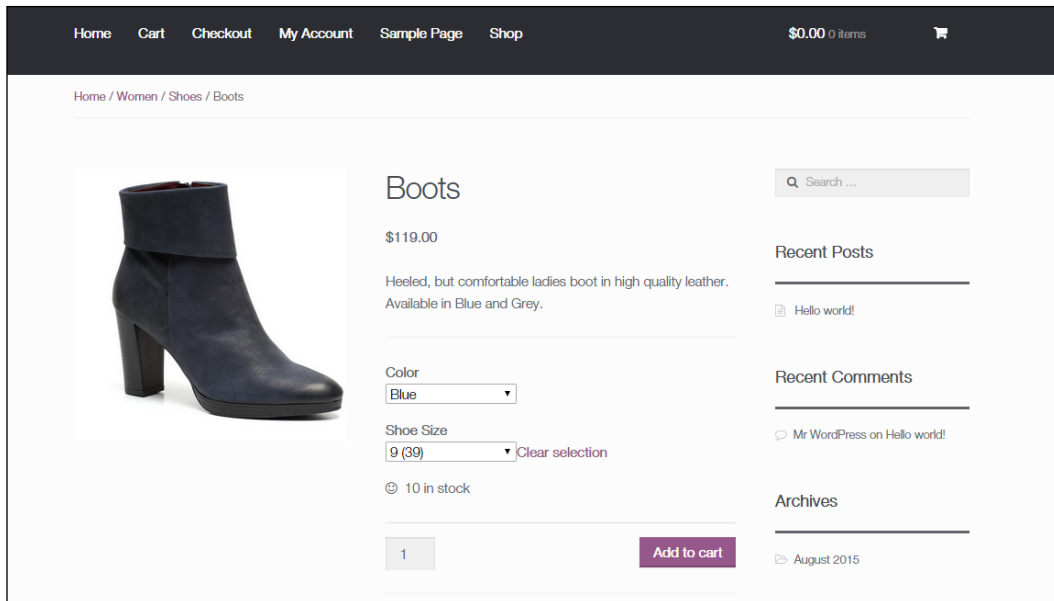 Home Cart Checkout My Account Sample Page Shop $0.00 0 items
Home / Women / Shoes / Boots
Boots
$119.00
Heeled, but comfortable ladies boot in high quality leather.
Available in Blue and Grey.
Color
Blue
Shoe Size
9 (39) Clear selection
10 in stock
1 Add to cart
Search ...
Recent Posts
Hello world!
Recent Comments
Mr WordPress on Hello world!
Archives
August 2015